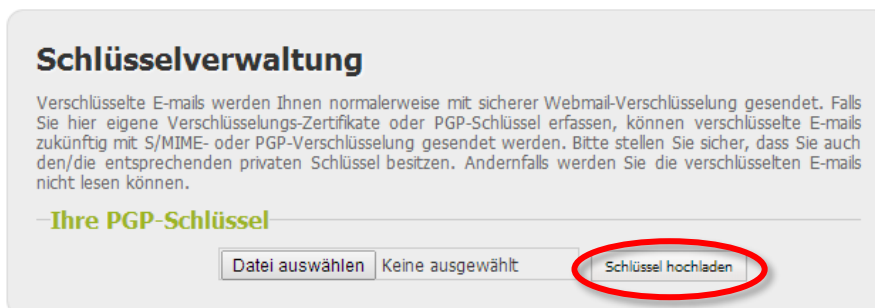 Schlüsselverwaltung
Verschlüsselte E-mails werden Ihnen normalerweise mit sicherer Webmail-Verschlüsselung gesendet. Falls
Sie hier eigene Verschlüsselungs-Zertifikate oder PGP-Schlüssel erfassen, können verschlüsselte E-mails
zukünftig mit S/MIME- oder PGP-Verschlüsselung gesendet werden. Bitte stellen Sie sicher, dass Sie auch
den/die entsprechenden privaten Schlüssel besitzen. Andernfalls werden Sie die verschlüsselten E-mails
nicht lesen können.
Ihre PGP-Schlüssel
Datei auswählen Keine ausgewählt Schlüssel hochladen